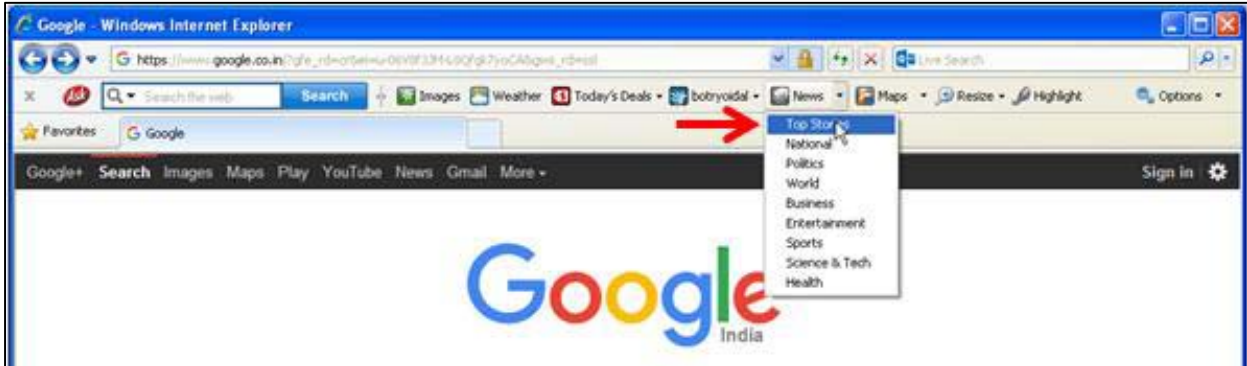 Google - Windows Internet Explorer
https://www.google.co.in/ Live Search
x Ask Search the web Search Images Weather Today's Deals botryoidal News Maps Resize Highlight Options
Favorites Google
Google+ Search Images Maps Play YouTube News Gmail More Sign in
Top Stories
National
Politics
World
Business
Entertainment
Sports
Science & Tech
Health
Google
India